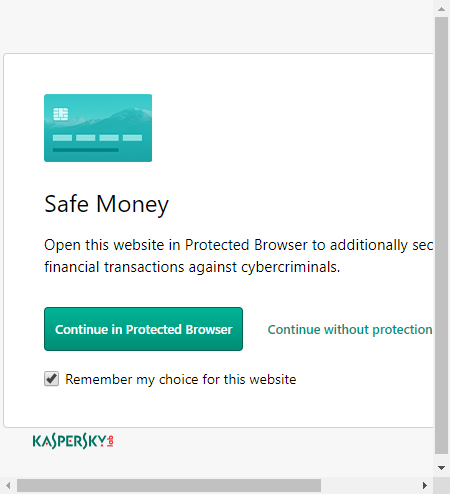 Safe Money
Open this website in Protected Browser to additionally sec
financial transactions against cybercriminals.
Continue in Protected Browser
Continue without protection
Remember my choice for this website
KASPERSKY lab